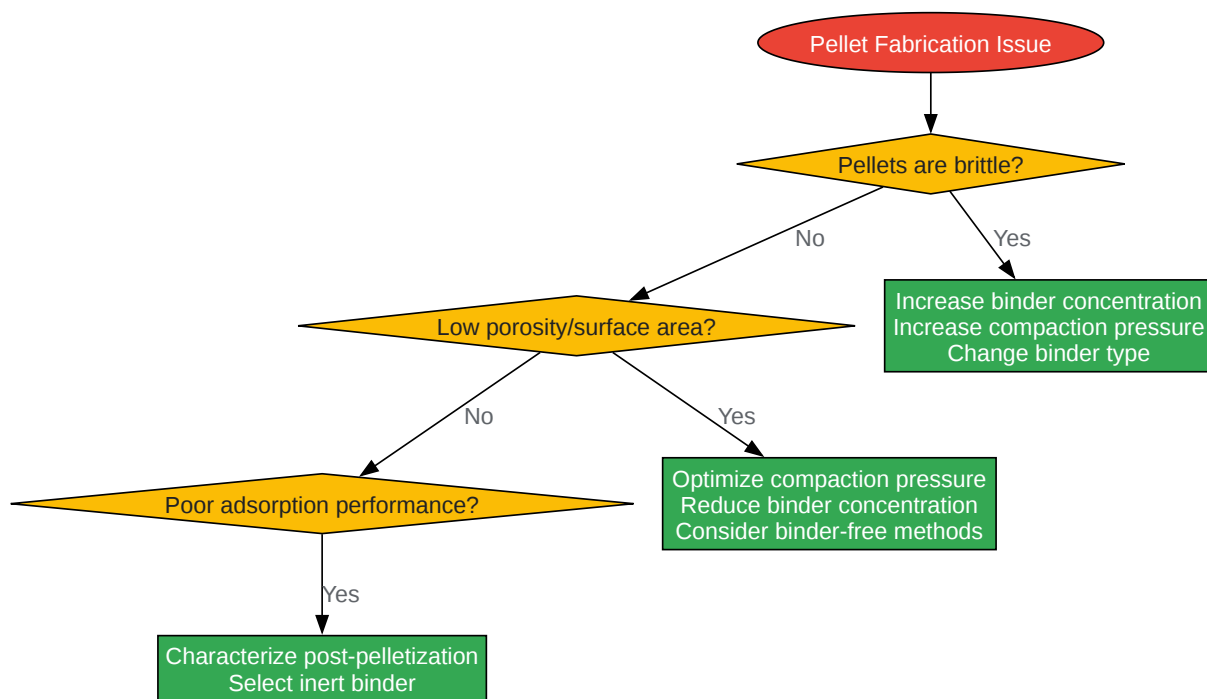 Pellet Fabrication Issue
Pellets are brittle?
No
Yes
Increase binder concentration
Increase compaction pressure
Change binder type
Low porosity/surface area?
No
Yes
Optimize compaction pressure
Reduce binder concentration
Consider binder-free methods
Poor adsorption performance?
Yes
Characterize post-pelletization
Select inert binder